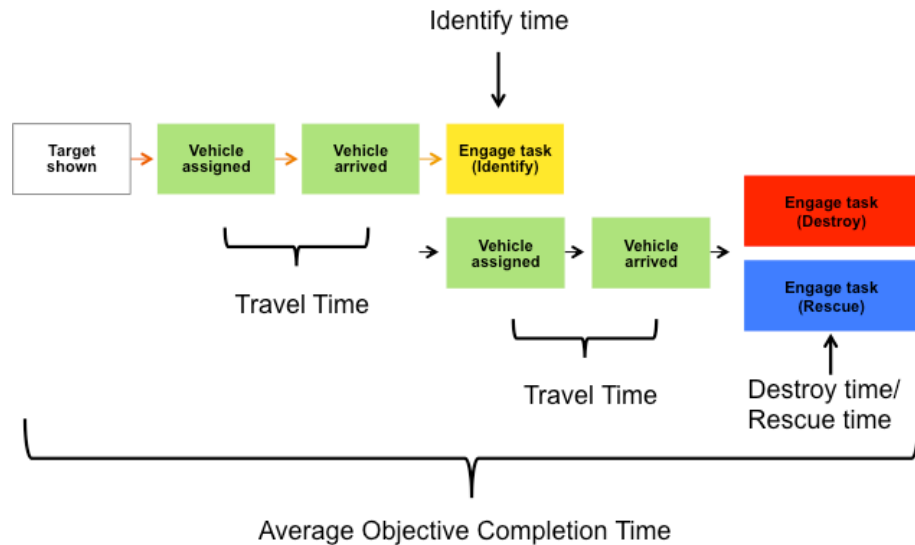 Identify time
Target
shown
Vehicle
assigned
Vehicle
arrived
Engage task
(Identify)
Engage task
(Destroy)
Vehicle
assigned
Vehicle
arrived
Engage task
(Rescue)
Travel Time
Travel Time
Destroy time/
Rescue time
Average Objective Completion Time